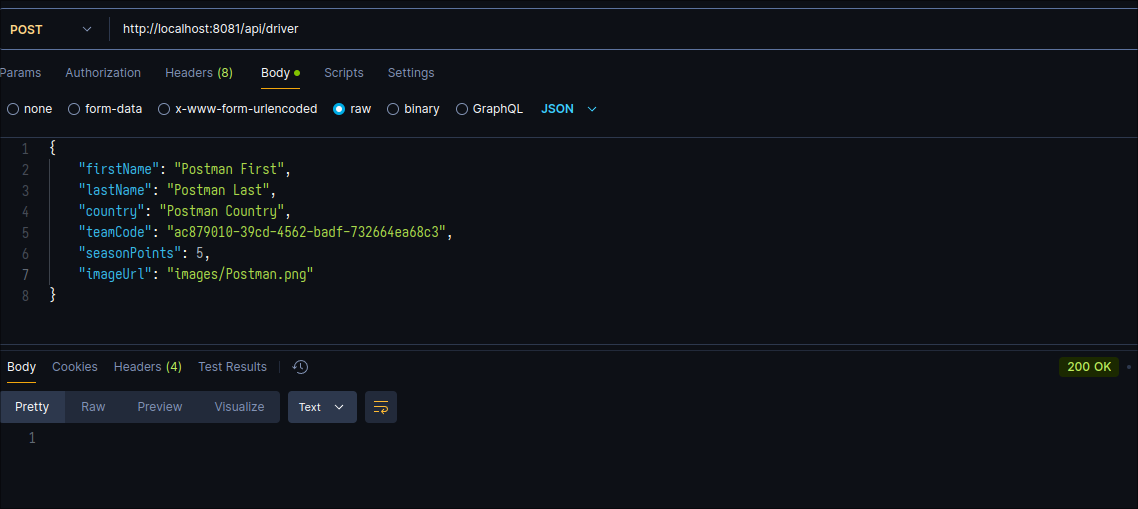 POST http://localhost:8081/api/driver
Params Authorization Headers (8) Body Scripts Settings
none form-data x-www-form-urlencoded raw binary GraphQL JSON
1 {
2 "firstName": "Postman First",
3 "lastName": "Postman Last",
4 "country": "Postman Country",
5 "teamCode": "ac879010-39cd-4562-badf-732664ea68c3",
6 "seasonPoints": 5,
7 "imageUrl": "images/Postman.png"
8 }
Body Cookies Headers (4) Test Results 200 OK
Pretty Raw Preview Visualize Text
1